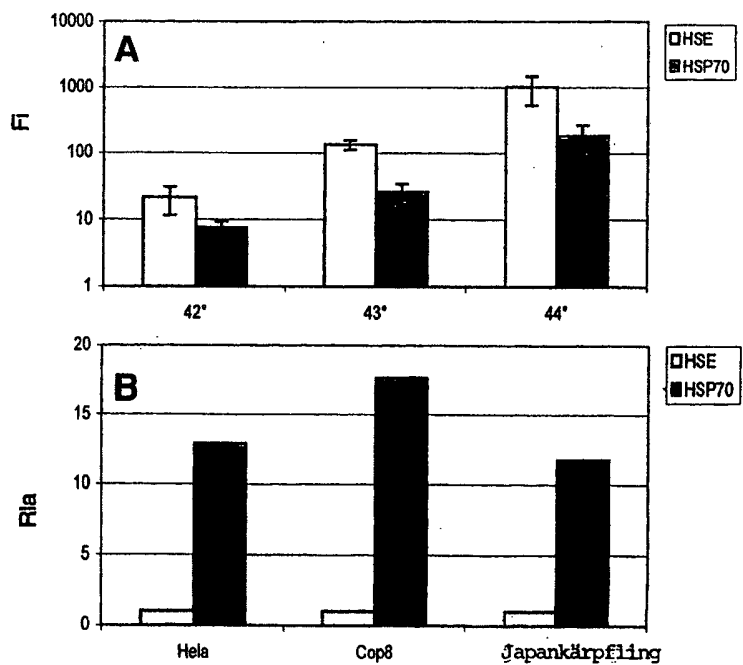 A
Fi
10000
1000
100
10
1
42°
43°
44°
HSE
HSP70
B
Rla
20
15
10
5
0
Hela
Cop8
Japankärpfling
HSE
HSP70